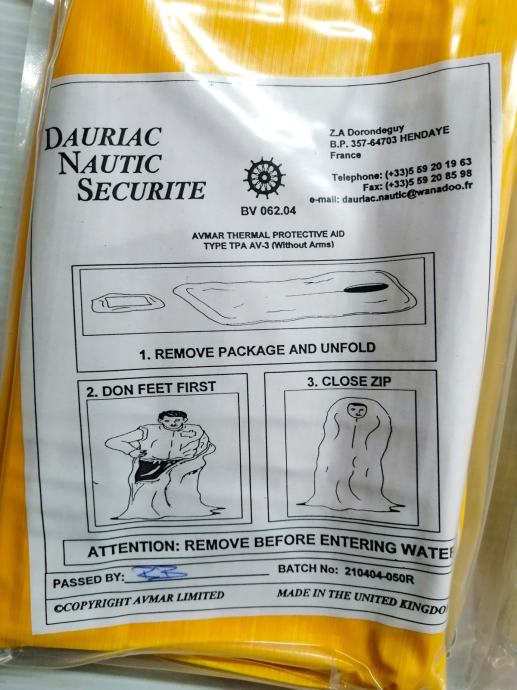 DAURIAC
NAUTIC
SECURITE
BV 062.04
Z.A Dorondeguy
B.P. 357-64703 HENDAYE
France
Telephone: (+33)5 59 20 19 63
Fax: (+33)5 59 20 85 98
e-mail: dauriac.nautic@wanadoo.fr
AVMAR THERMAL PROTECTIVE AID
TYPE TPA AV-3 (Without Arms)
1. REMOVE PACKAGE AND UNFOLD
2. DON FEET FIRST
3. CLOSE ZIP
ATTENTION: REMOVE BEFORE ENTERING WATER
PASSED BY:
BATCH No: 210404-050R
©COPYRIGHT AVMAR LIMITED
MADE IN THE UNITED KINGDO